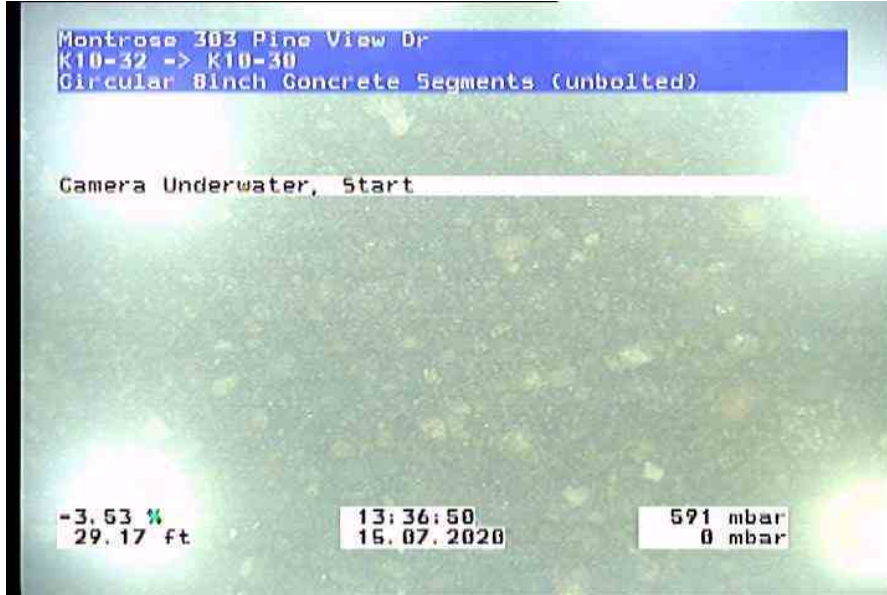 Montrose 303 Pine View Dr
K10-32 -> K10-30
Circular 8inch Concrete Segments (unbolted)
Camera Underwater, Start
-3.53 %
29.17 ft
13:36:50
15.07.2020
591 mbar
0 mbar